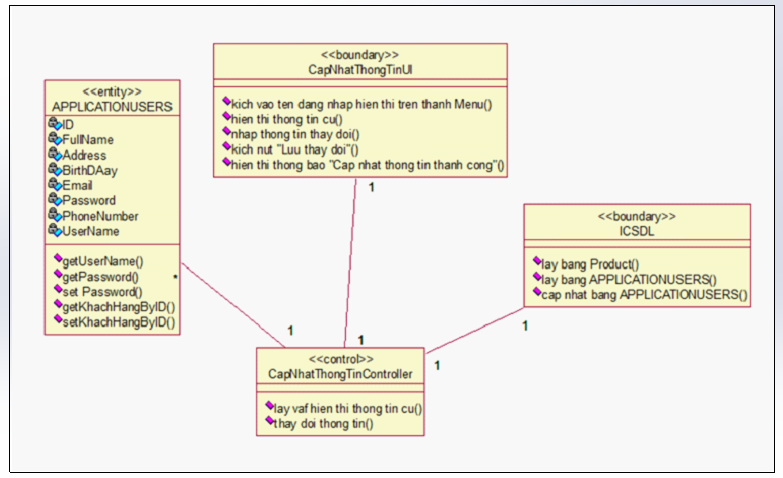 <<boundary>>
CapNhatThongTinUI
kich vao ten dang nhap hien thi tren thanh Menu()
hien thi thong tin cu()
nhap thong tin thay doi()
kich nut "Luu thay doi"()
hien thi thong bao "Cap nhat thong tin thanh cong"()
1
<<entity>>
APPLICATIONUSERS
ID
FullName
Address
BirthDAay
Email
Password
PhoneNumber
UserName
getUserName()
getPassword()
*
set Password()
getKhachHangByID()
setKhachHangByID()
<<boundary>>
ICSDL
lay bang Product()
lay bang APPLICATIONUSERS()
cap nhat bang APPLICATIONUSERS()
1
1
1
1
<<control>>
CapNhatThongTinController
lay vaf hien thi thong tin cu()
thay doi thong tin()